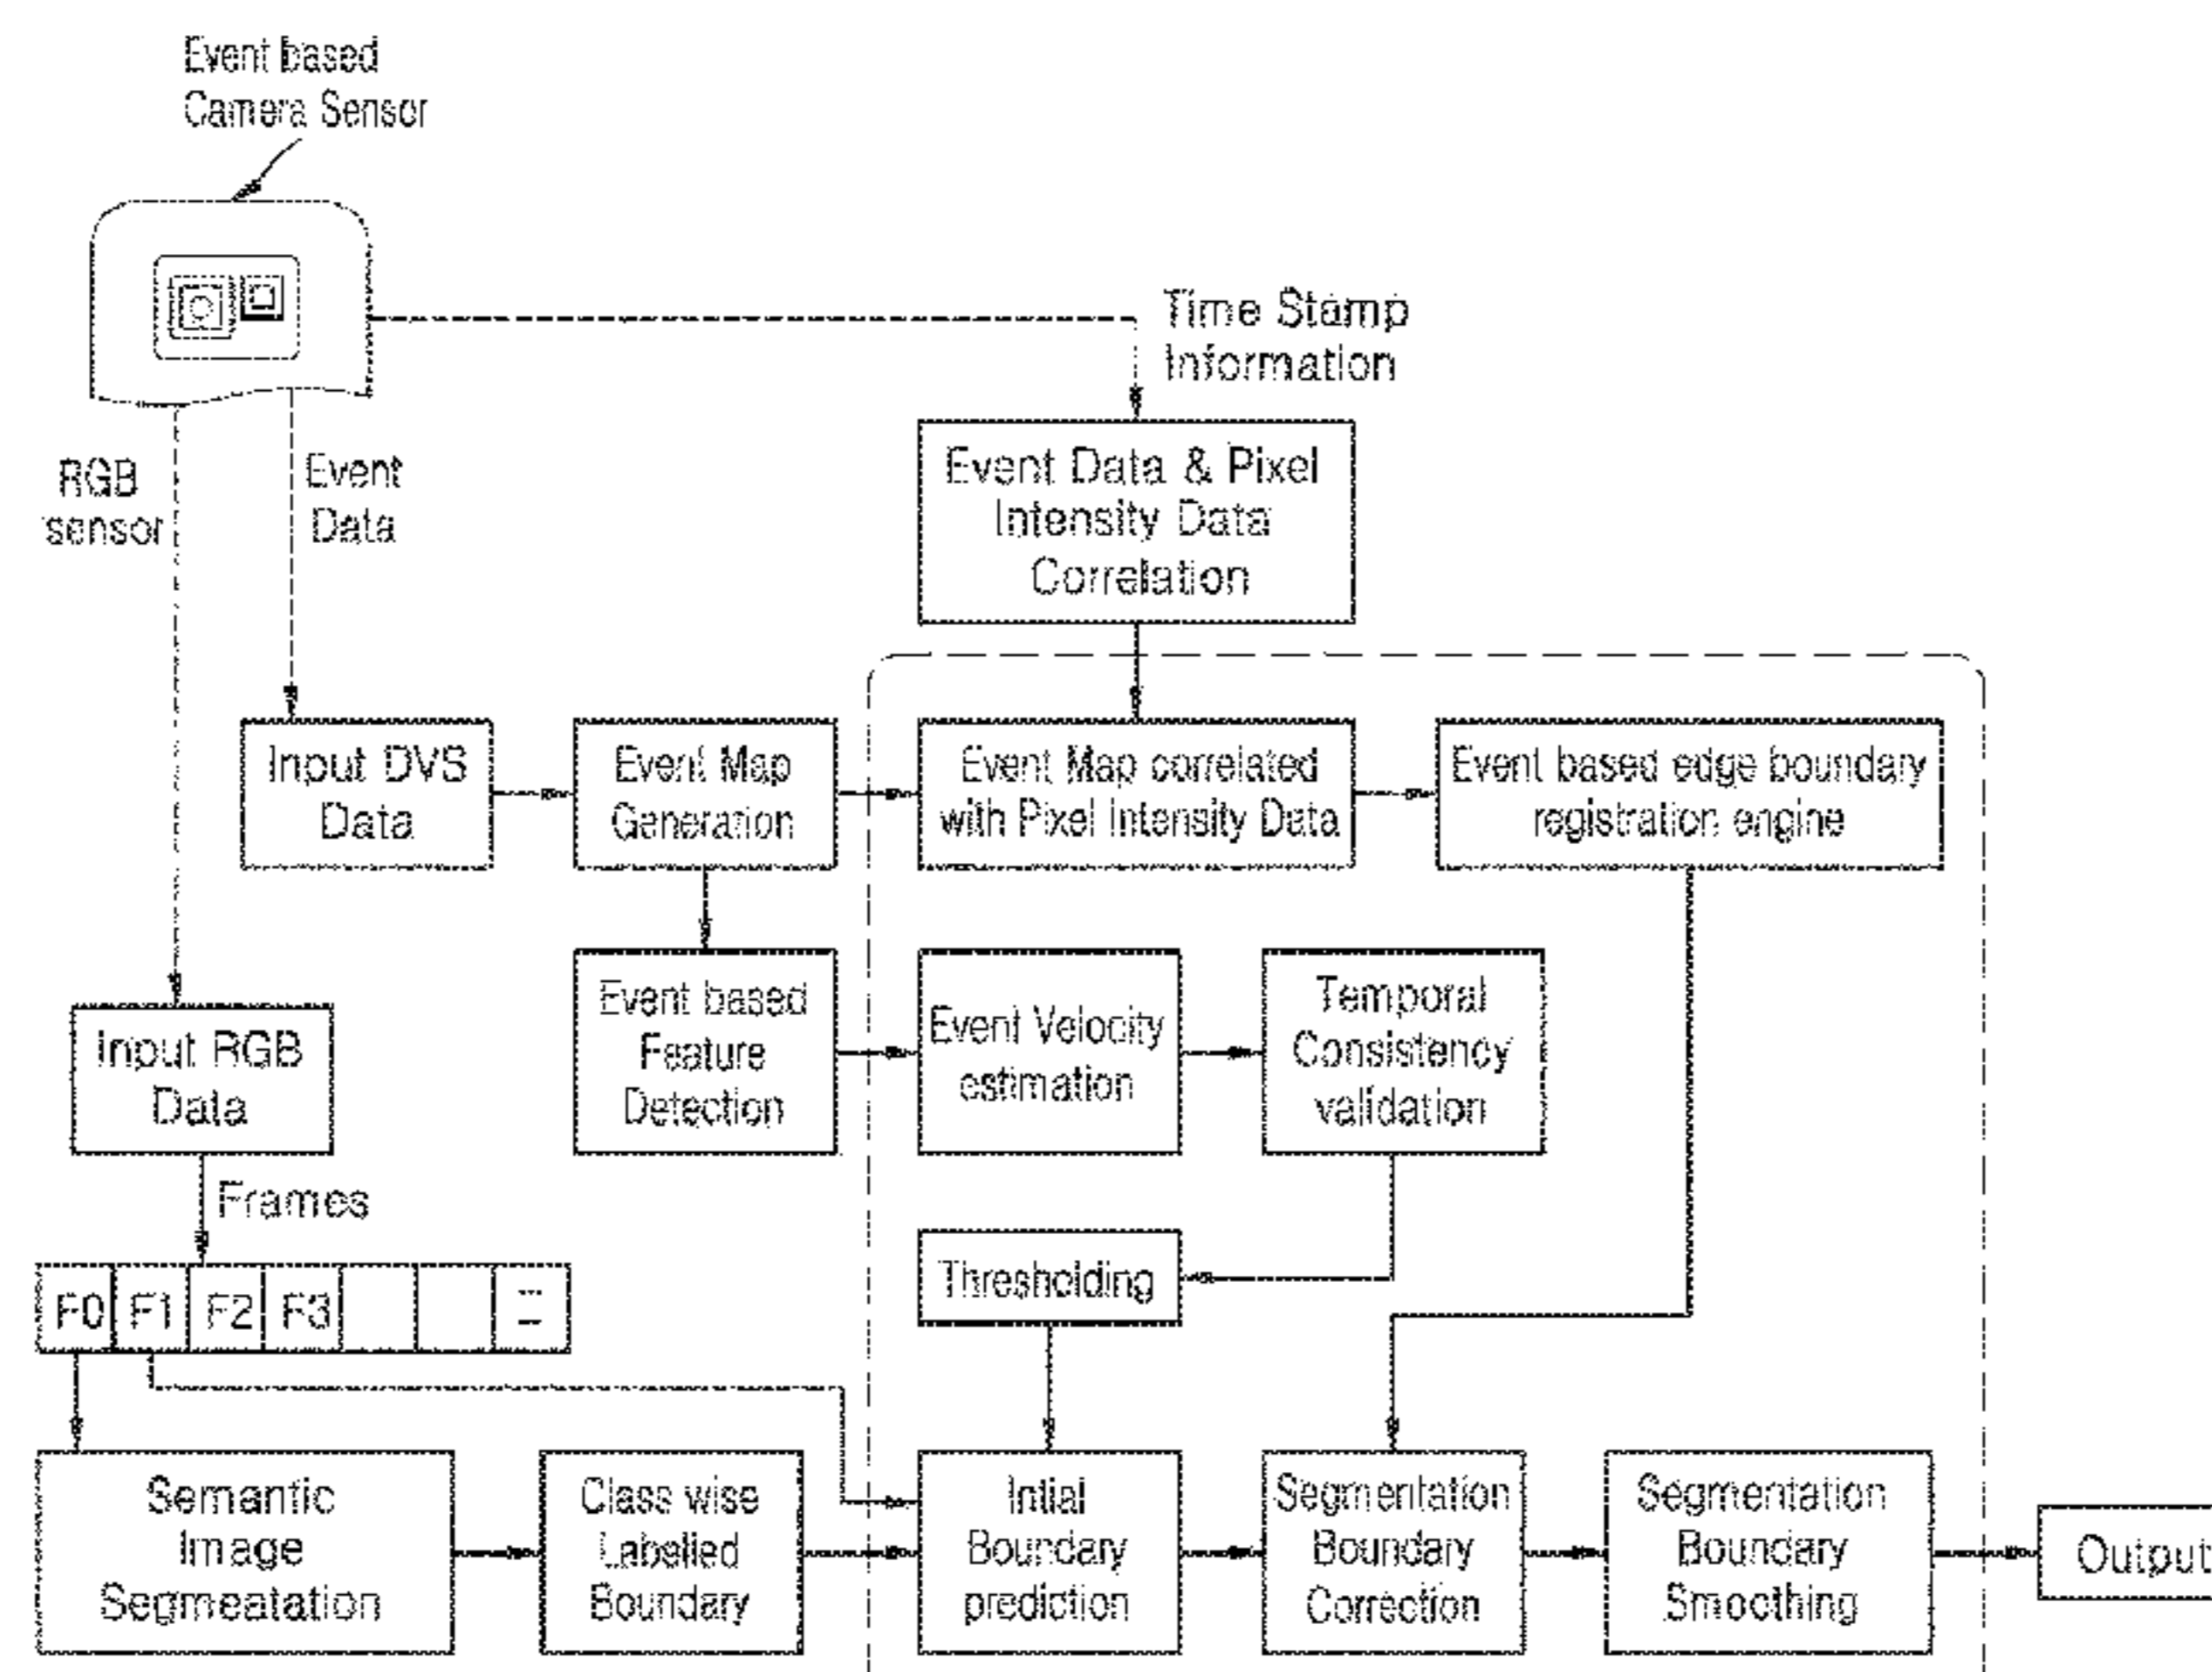 Event based
Camera Sensor
Time Stamp
Information
RGB
sensor
Event
Data
Event Data & Pixel
Intensity Data
Correlation
Input DVS
Data
Event Map
Generation
Event Map correlated
with Pixel Intensity Data
Event based edge boundary
registration engine
Event based
Feature
Detection
Event Velocity
estimation
Temporal
Consistency
validation
Input RGB
Data
Frames
Thresholding
F0 F1 F2 F3
Semantic
Image
Segmeatation
Class wise
Labelled
Boundary
Intial
Boundary
prediction
Segmentation
Boundary
Correction
Segmentation
Boundary
Smoothing
Output